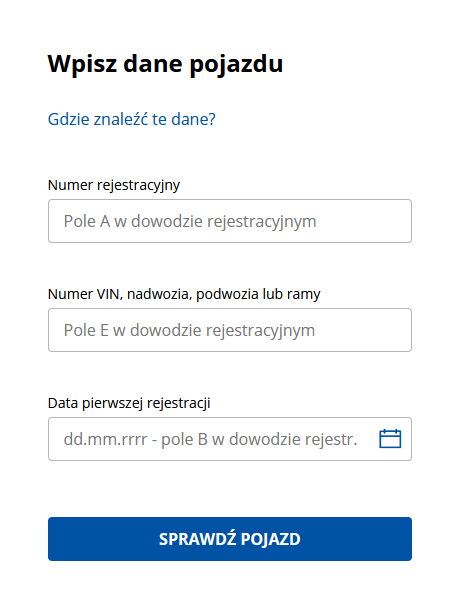 Wpisz dane pojazdu
Gdzie znaleźć te dane?
Numer rejestracyjny
Pole A w dowodzie rejestracyjnym
Numer VIN, nadwozia, podwozia lub ramy
Pole E w dowodzie rejestracyjnym
Data pierwszej rejestracji
dd.mm.rrrr - pole B w dowodzie rejestr.
SPRAWDŹ POJAZD